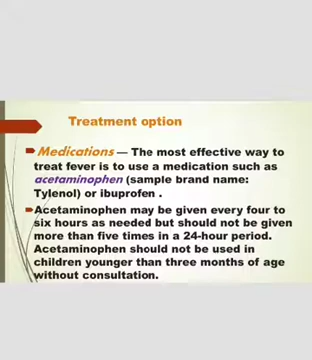 Treatment option
Medications — The most effective way to
treat fever is to use a medication such as
acetaminophen (sample brand name:
Tylenol) or ibuprofen .
Acetaminophen may be given every four to
six hours as needed but should not be given
more than five times in a 24-hour period.
Acetaminophen should not be used in
children younger than three months of age
without consultation.